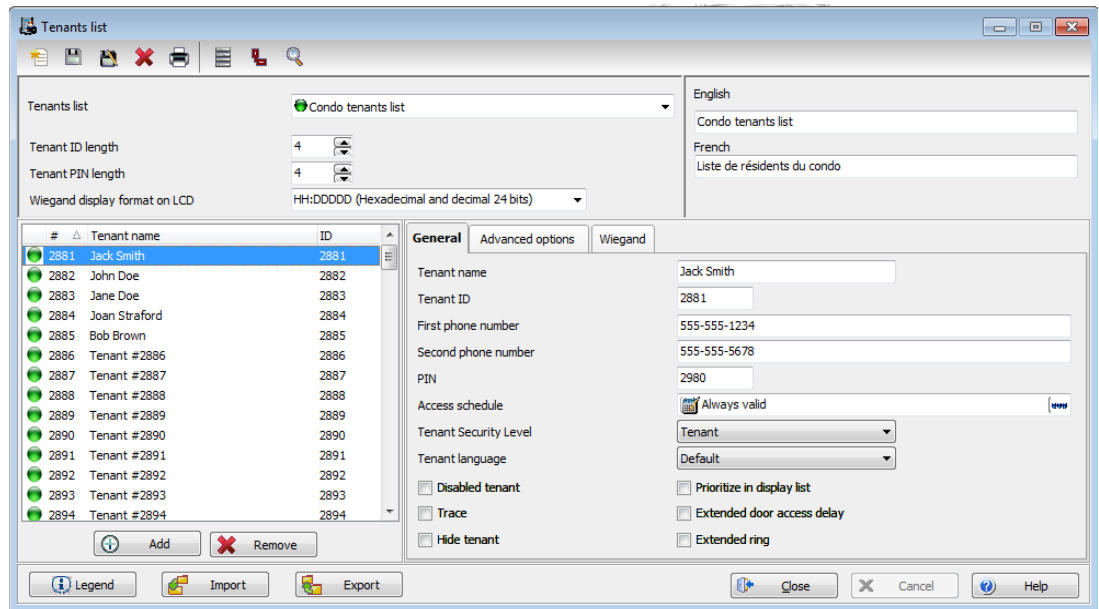 Tenants list
Tenants list
Condo tenants list
Tenant ID length
4
Tenant PIN length
4
Wiegand display format on LCD
HH:DDDDD (Hexadecimal and decimal 24 bits)
English
Condo tenants list
French
Liste de résidents du condo
# Tenant name ID
2881 Jack Smith 2881
2882 John Doe 2882
2883 Jane Doe 2883
2884 Joan Straford 2884
2885 Bob Brown 2885
2886 Tenant #2886 2886
2887 Tenant #2887 2887
2888 Tenant #2888 2888
2889 Tenant #2889 2889
2890 Tenant #2890 2890
2891 Tenant #2891 2891
2892 Tenant #2892 2892
2893 Tenant #2893 2893
2894 Tenant #2894 2894
Add Remove
General Advanced options Wiegand
Tenant name Jack Smith
Tenant ID 2881
First phone number 555-555-1234
Second phone number 555-555-5678
PIN 2980
Access schedule Always valid
Tenant Security Level Tenant
Tenant language Default
Disabled tenant Prioritize in display list
Trace Extended door access delay
Hide tenant Extended ring
Legend Import Export Close Cancel Help